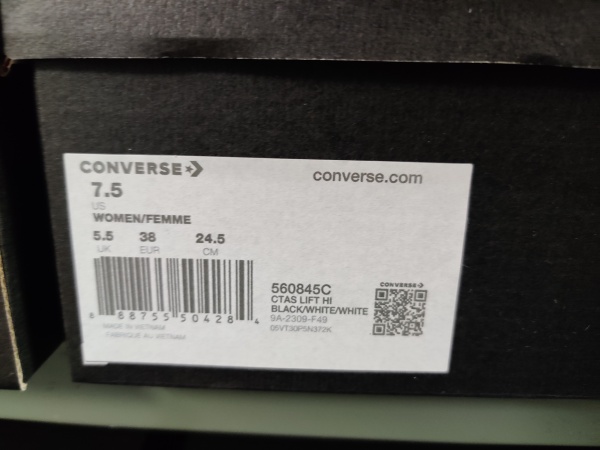 CONVERSE
converse.com
7.5
US
WOMEN/FEMME
5.5 38 24.5
UK EUR CM
560845C
CTAS LIFT HI
BLACK/WHITE/WHITE
9A-2309-F49
05VT30P5N372K
8 88755 50428 4
MADE IN VIETNAM
FABRIQUÉ AU VIETNAM
CONVERSE